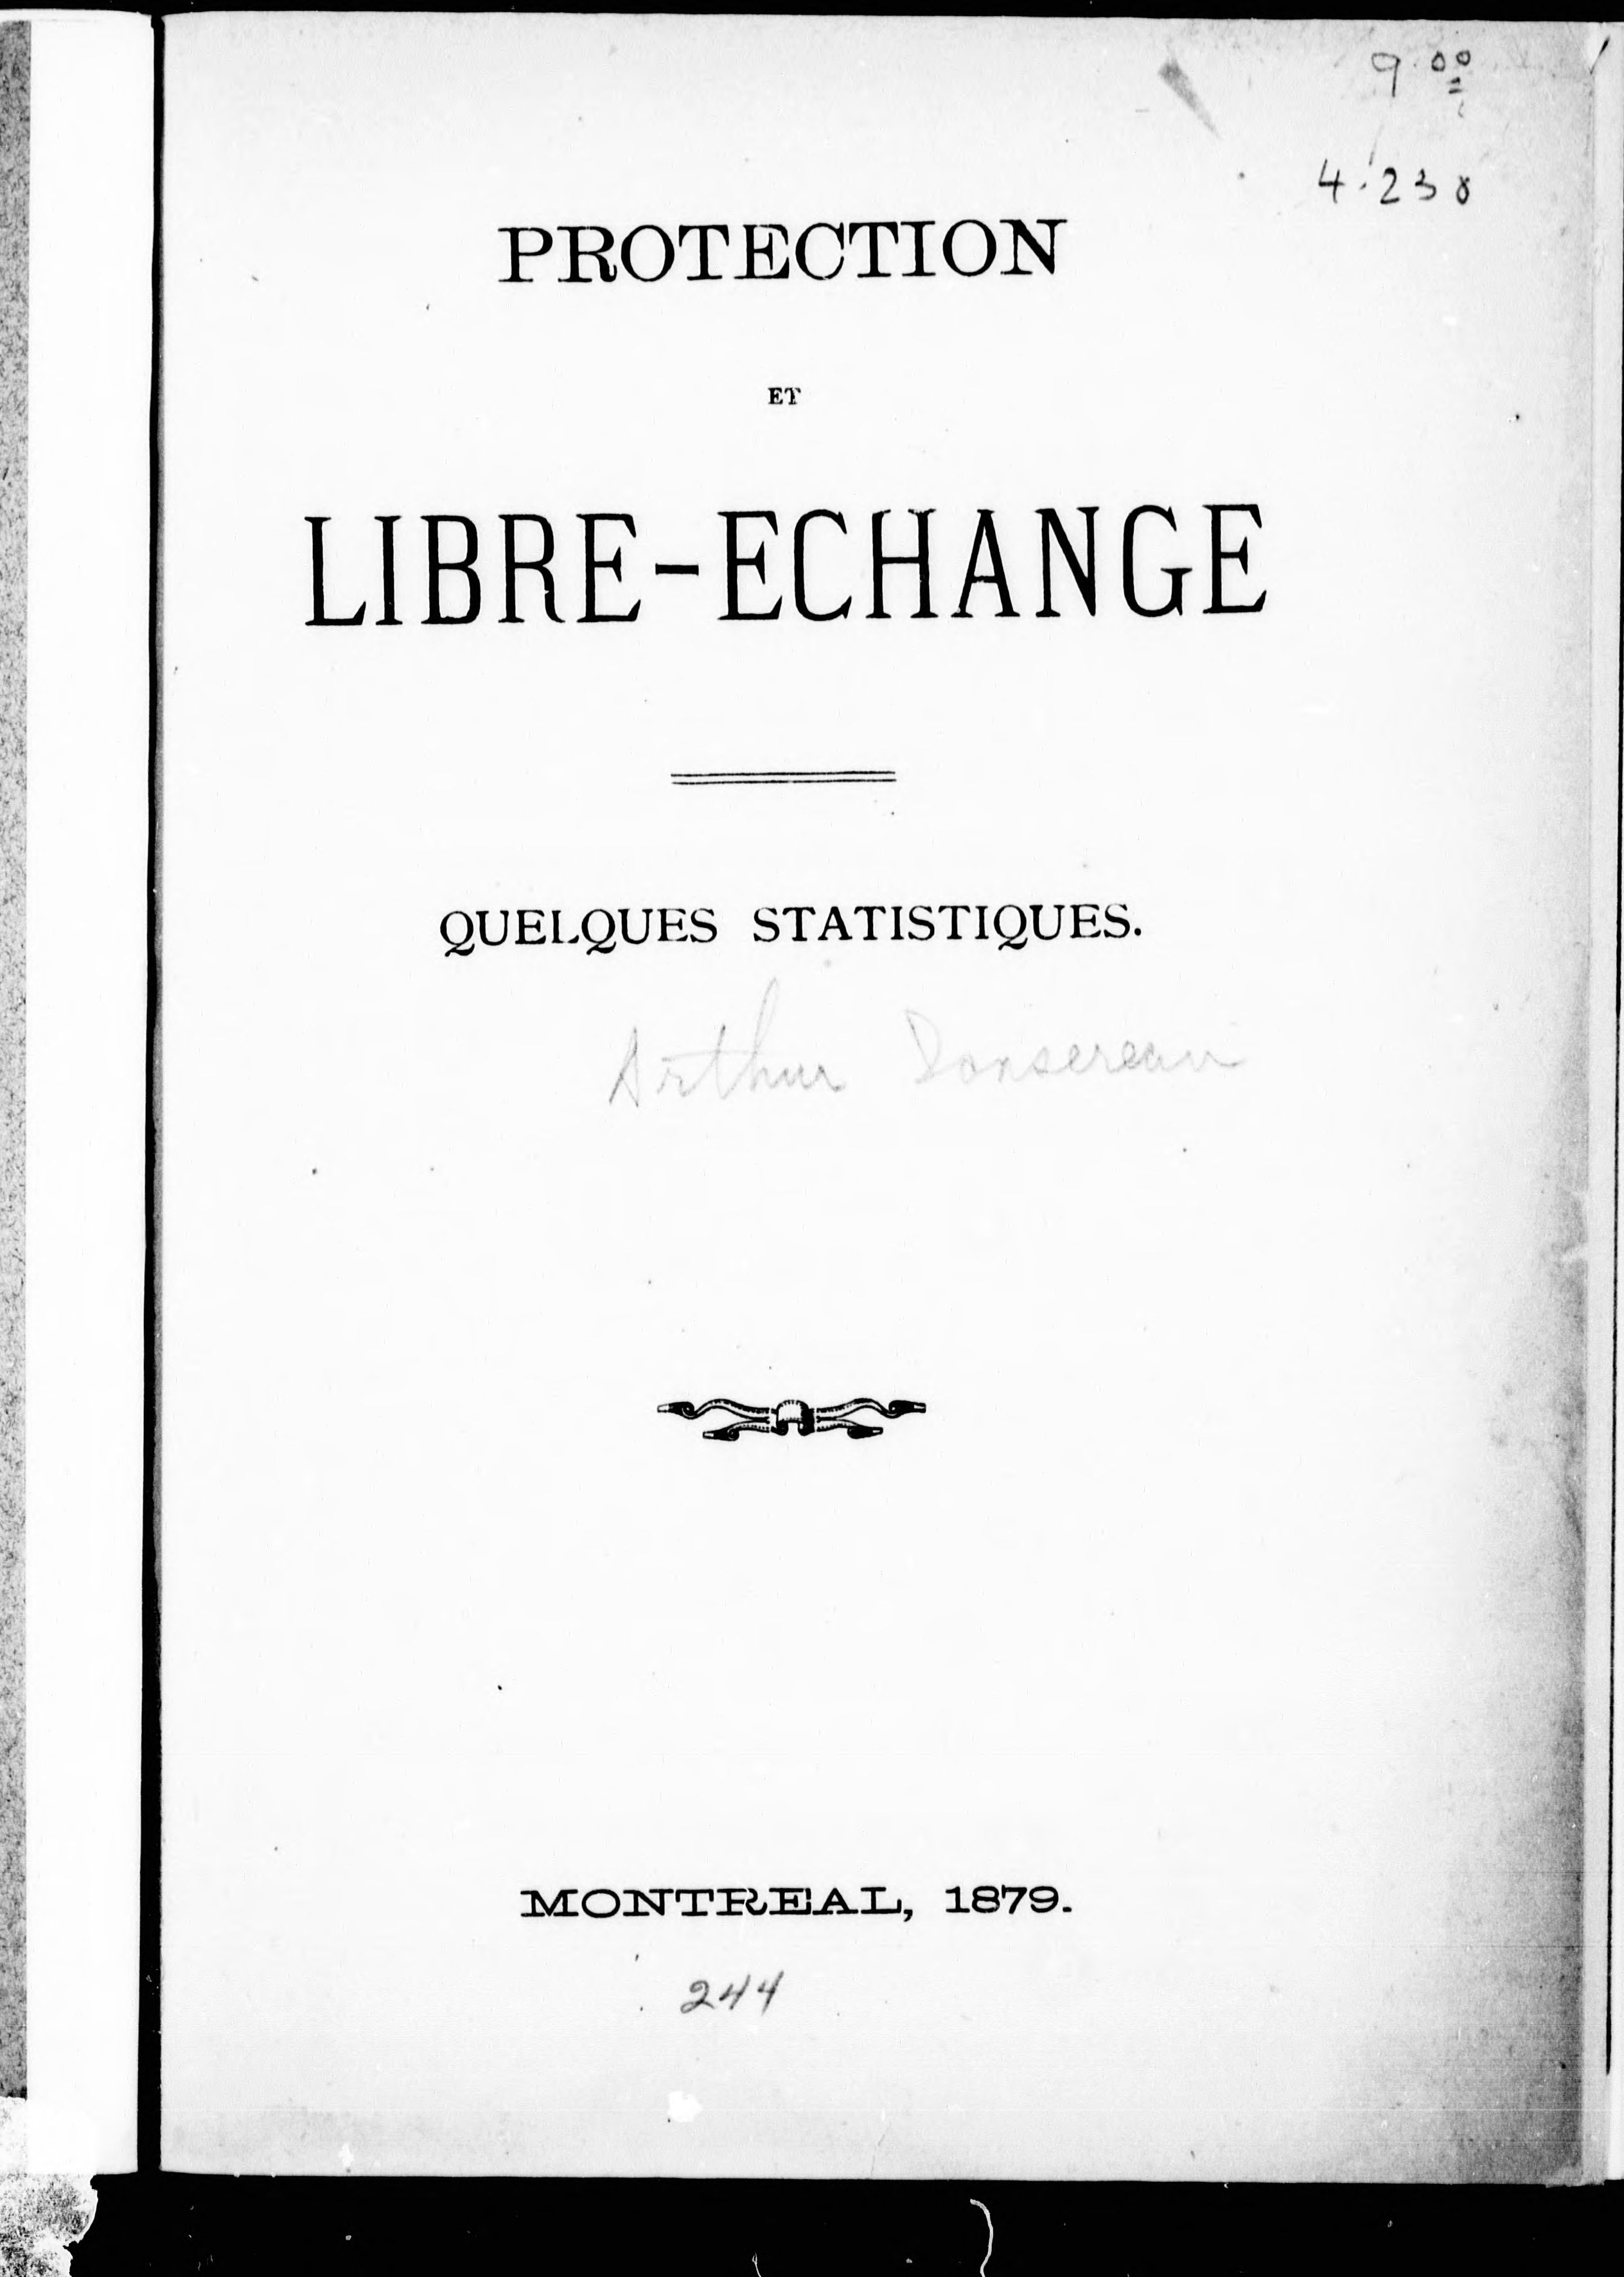 9.00
4.238
PROTECTION
ET
LIBRE-ECHANGE
QUELQUES STATISTIQUES.
Arthur Dansereau
MONTREAL, 1879.
244